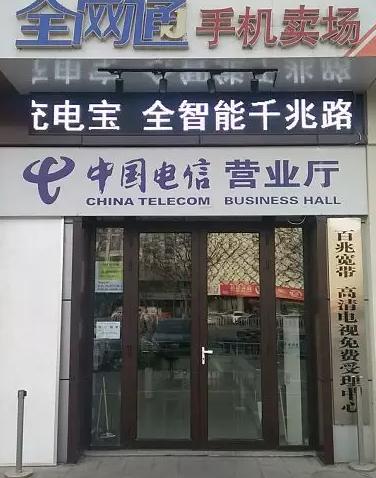 全网通 手机卖场
充电宝 全智能千兆路
中国电信 营业厅
CHINA TELECOM BUSINESS HALL
百兆宽带 高清电视免费受理中心